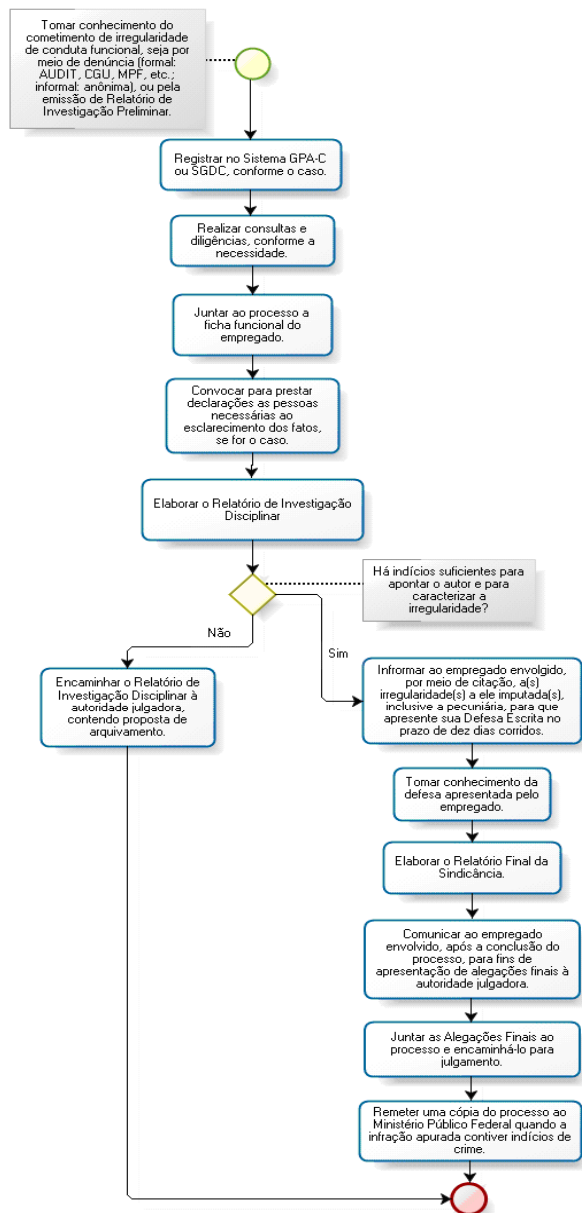 Tomar conhecimento do
cometimento de irregularidade
de conduta funcional, seja por
meio de denúncia (formal:
AUDIT, CGU, MPF, etc.;
informal: anônima), ou pela
emissão de Relatório de
Investigação Preliminar.
Registrar no Sistema GPA-C
ou SGDC, conforme o caso.
Realizar consultas e
diligências, conforme a
necessidade.
Juntar ao processo a
ficha funcional do
empregado.
Convocar para prestar
declarações as pessoas
necessárias ao
esclarecimento dos fatos,
se for o caso.
Elaborar o Relatório de Investigação
Disciplinar
Há indícios suficientes para
apontar o autor e para
caracterizar a
irregularidade?
Não
Sim
Encaminhar o Relatório de
Investigação Disciplinar à
autoridade julgadora,
contendo proposta de
arquivamento.
Infrormar ao empregado envolgido,
por meio de citação, a(s)
irregularidade(s) a ele imputada(s),
inclusive a pecuniária, para que
apresente sua Defesa Escrita no
prazo de dez dias corridos.
Tomar conhecimento da
defesa apresentada pelo
empregado.
Elaborar o Relatório Final da
Sindicância.
Comunicar ao empregado
envolvido, após a conclusão do
processo, para fins de
apresentação de alegações finais à
autoridade julgadora.
Juntar as Alegações Finais ao
processo e encaminhá-lo para
julgamento.
Remeter uma cópia do processo ao
Ministério Público Federal quando a
infração apurada contiver indícios de
crime.